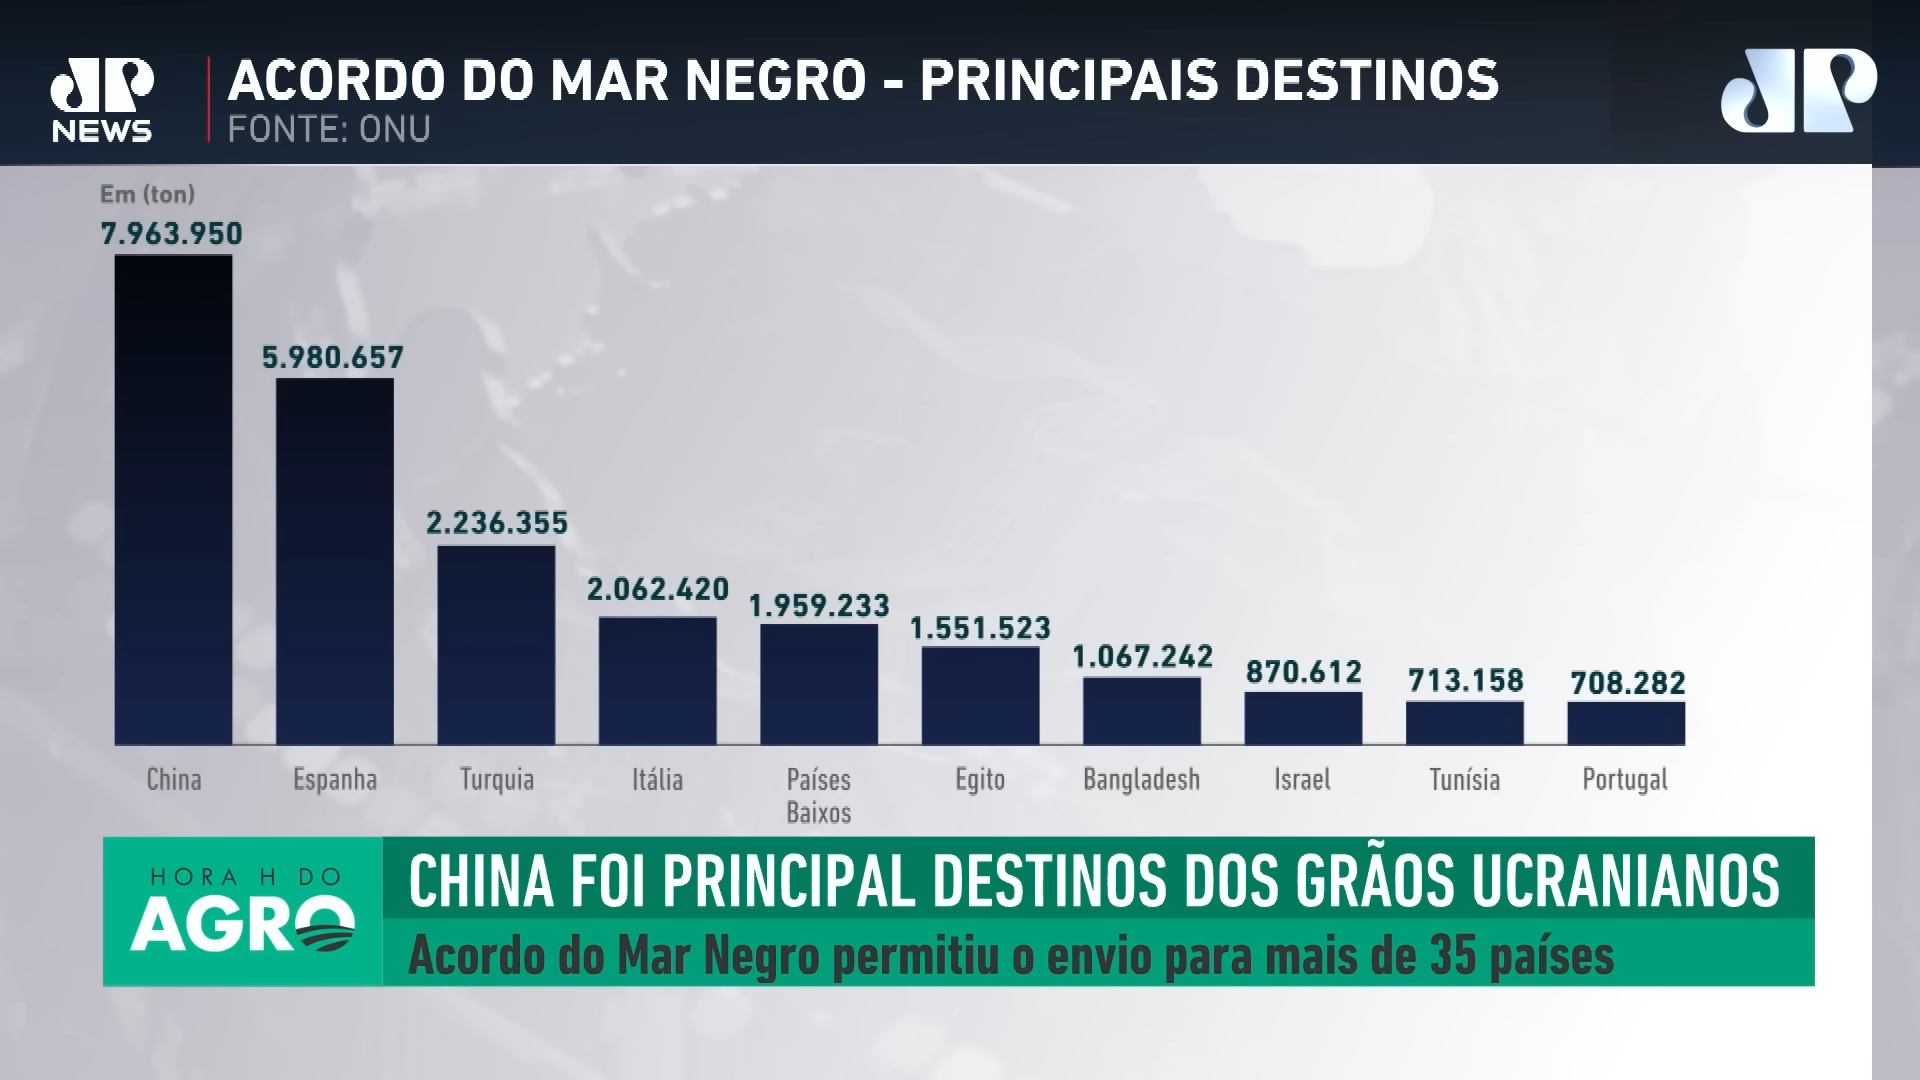 JP NEWS
ACORDO DO MAR NEGRO - PRINCIPAIS DESTINOS
FONTE: ONU
JP
Em (ton)
7.963.950
5.980.657
2.236.355
2.062.420
1.959.233
1.551.523
1.067.242
870.612
713.158
708.282
China
Espanha
Turquia
Itália
Países
Baixos
Egito
Bangladesh
Israel
Tunísia
Portugal
HORA H DO
AGRO
CHINA FOI PRINCIPAL DESTINOS DOS GRÃOS UCRANIANOS
Acordo do Mar Negro permitiu o envio para mais de 35 países